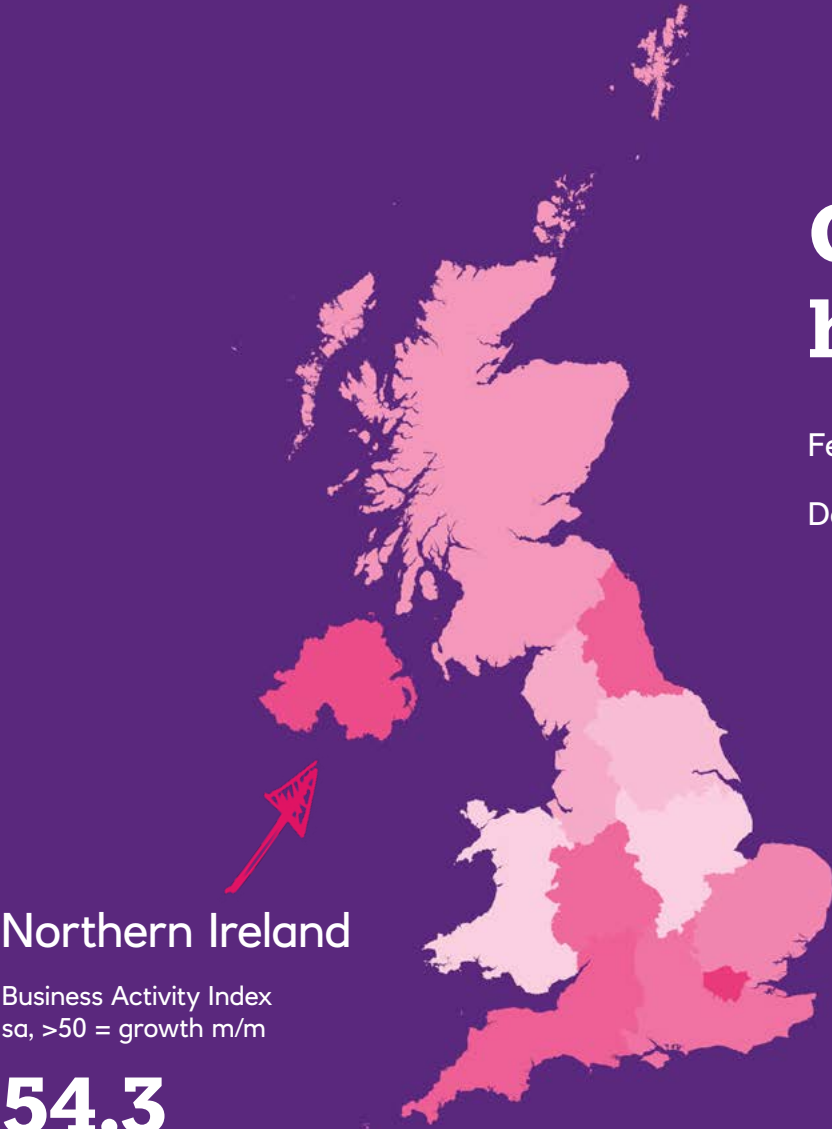 Northern Ireland
Business Activity Index
sa, >50 = growth m/m
54.3